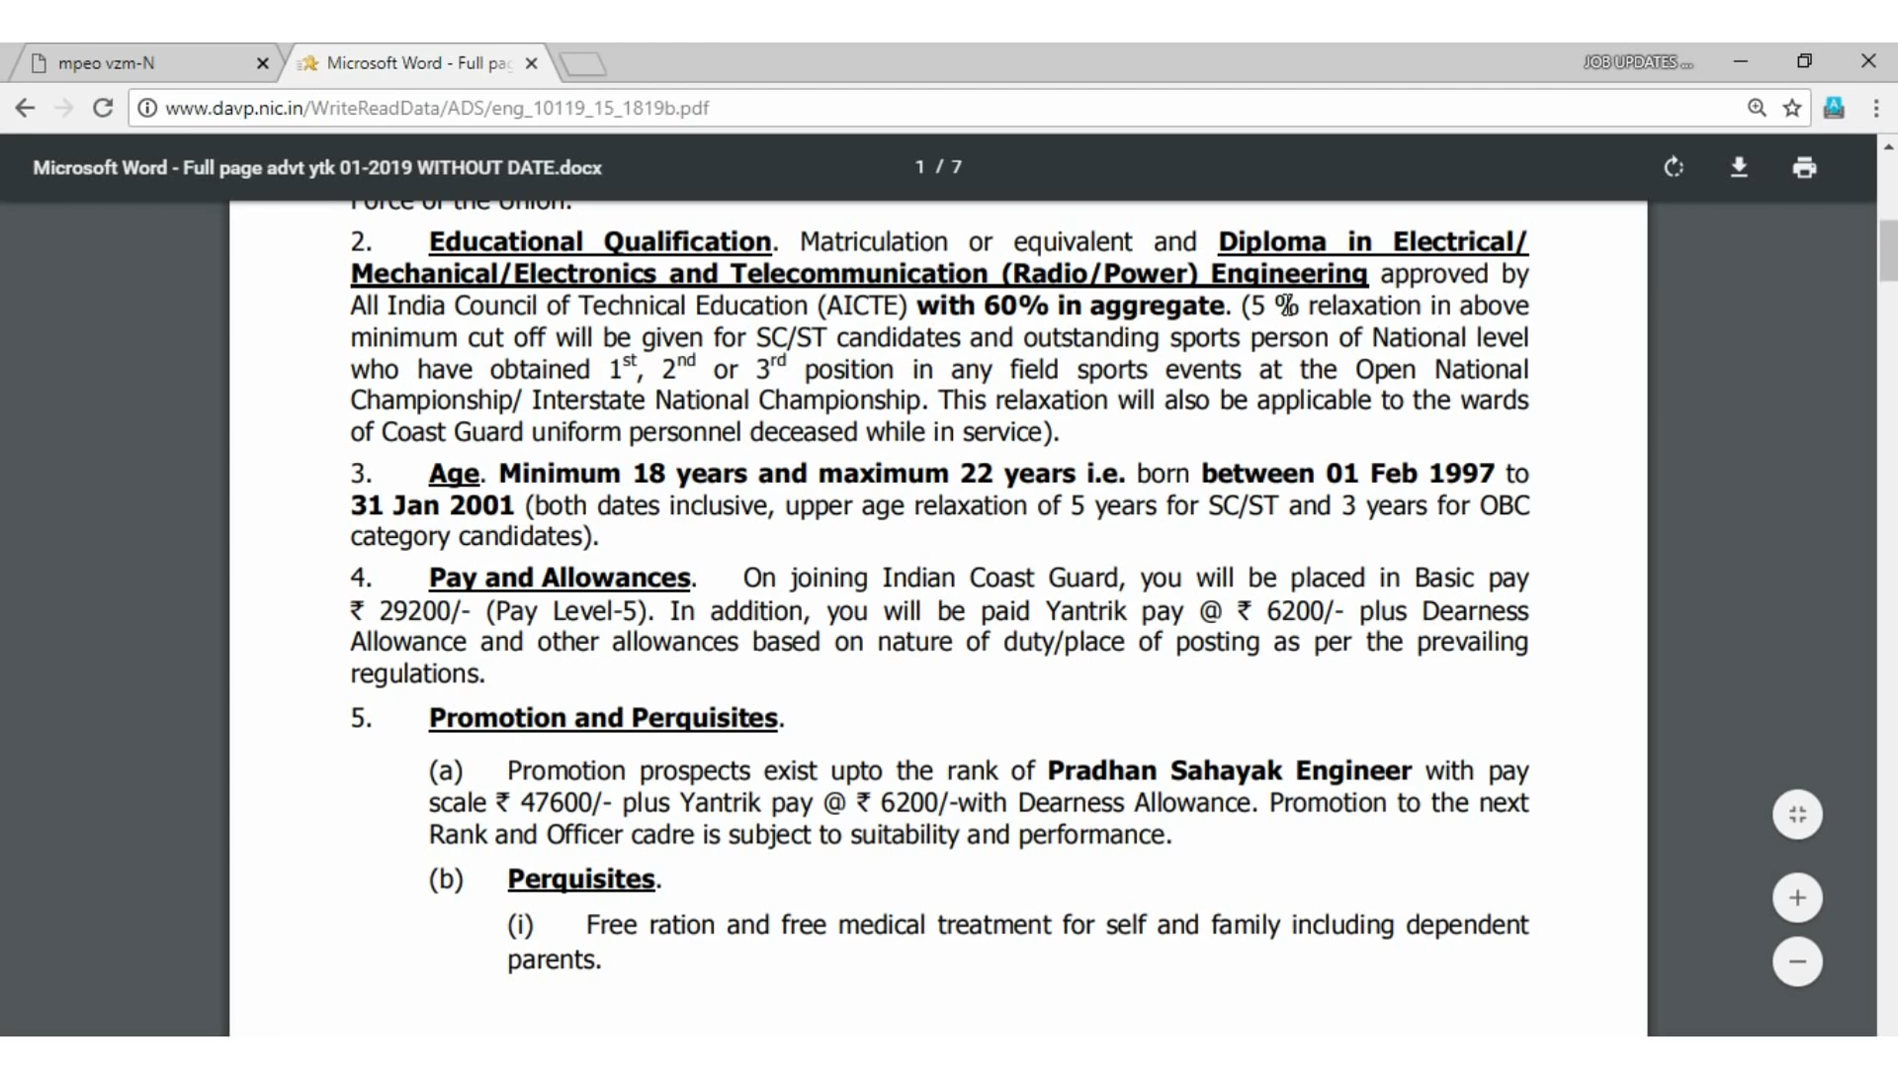 mpeo vzm-N
Microsoft Word - Full pa
JOB UPDATES ...
www.davp.nic.in/WriteReadData/ADS/eng_10119_15_1819b.pdf
Microsoft Word - Full page advt ytk 01-2019 WITHOUT DATE.docx
1 / 7
Force of the Union.
2. Educational Qualification. Matriculation or equivalent and Diploma in Electrical/
Mechanical/Electronics and Telecommunication (Radio/Power) Engineering approved by
All India Council of Technical Education (AICTE) with 60% in aggregate. (5 % relaxation in above
minimum cut off will be given for SC/ST candidates and outstanding sports person of National level
who have obtained 1st, 2nd or 3rd position in any field sports events at the Open National
Championship/ Interstate National Championship. This relaxation will also be applicable to the wards
of Coast Guard uniform personnel deceased while in service).
3. Age. Minimum 18 years and maximum 22 years i.e. born between 01 Feb 1997 to
31 Jan 2001 (both dates inclusive, upper age relaxation of 5 years for SC/ST and 3 years for OBC
category candidates).
4. Pay and Allowances. On joining Indian Coast Guard, you will be placed in Basic pay
₹ 29200/- (Pay Level-5). In addition, you will be paid Yantrik pay @ ₹ 6200/- plus Dearness
Allowance and other allowances based on nature of duty/place of posting as per the prevailing
regulations.
5. Promotion and Perquisites.
(a) Promotion prospects exist upto the rank of Pradhan Sahayak Engineer with pay
scale ₹ 47600/- plus Yantrik pay @ ₹ 6200/-with Dearness Allowance. Promotion to the next
Rank and Officer cadre is subject to suitability and performance.
(b) Perquisites.
(i) Free ration and free medical treatment for self and family including dependent
parents.